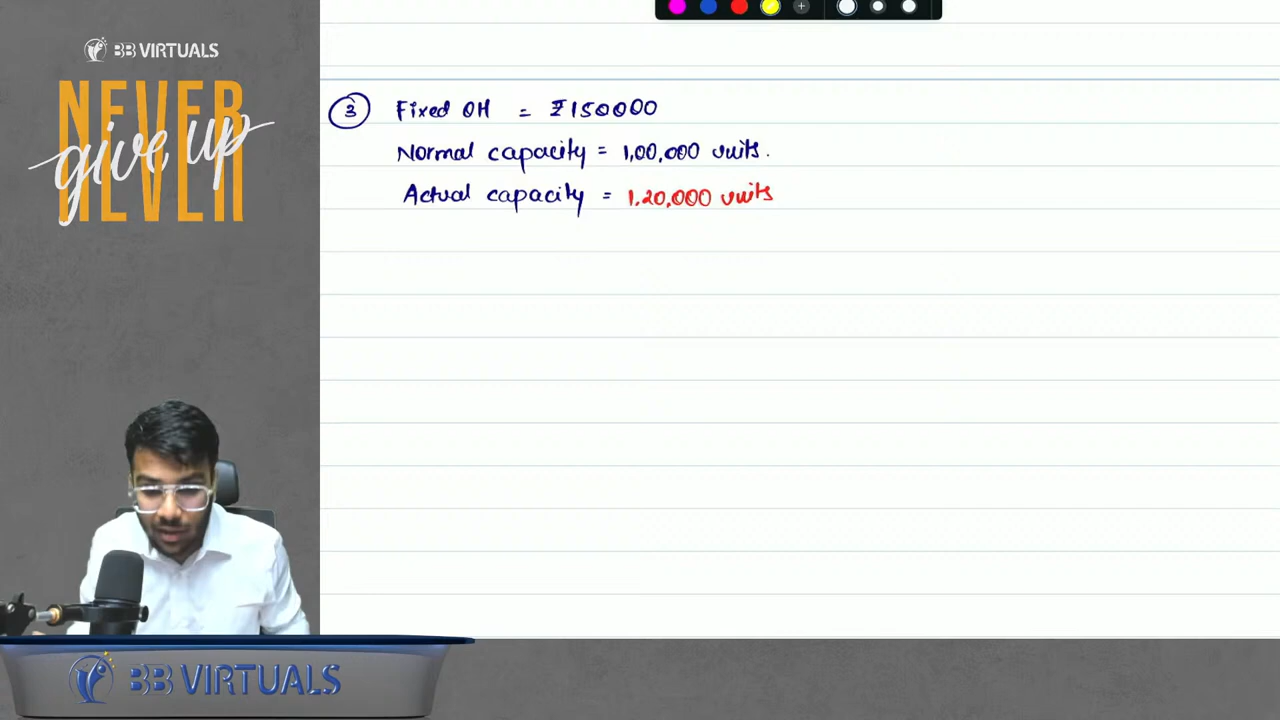 BB VIRTUALS
NEVER
give up
NEVER
3 Fixed OH = ₹150000
Normal capacity = 1,00,000 units.
Actual capacity = 1,20,000 units
BB VIRTUALS